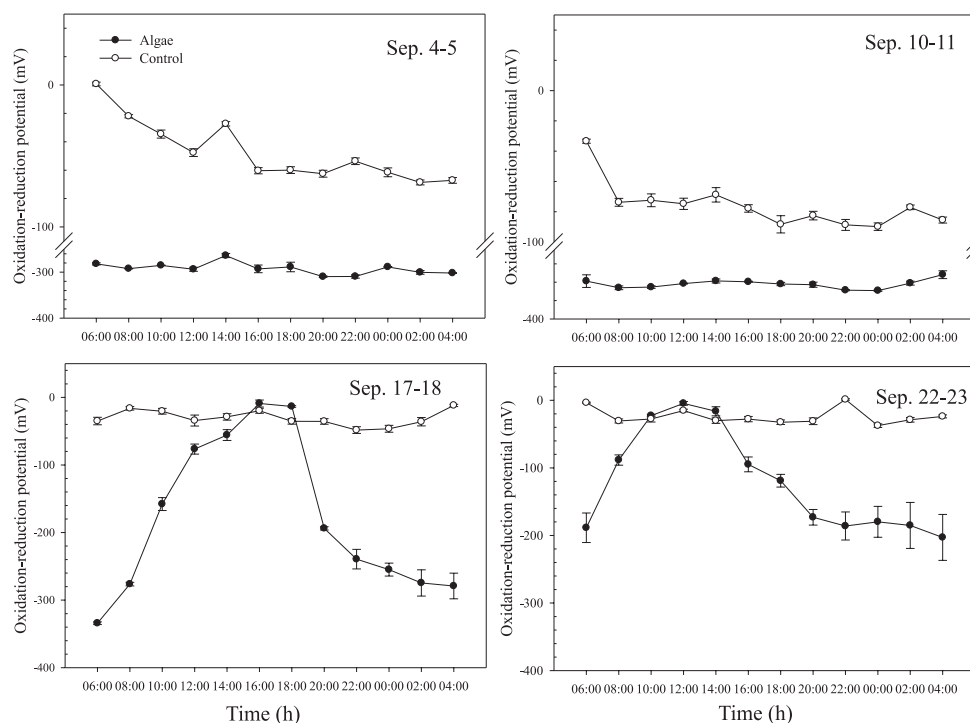 Oxidation-reduction potential (mV)
0
-100
-300
-400
Algae
Control
Sep. 4-5
06:00 08:00 10:00 12:00 14:00 16:00 18:00 20:00 22:00 00:00 02:00 04:00
Oxidation-reduction potential (mV)
0
-100
-400
Sep. 10-11
06:00 08:00 10:00 12:00 14:00 16:00 18:00 20:00 22:00 00:00 02:00 04:00
Oxidation-reduction potential (mV)
0
-100
-200
-300
-400
Sep. 17-18
06:00 08:00 10:00 12:00 14:00 16:00 18:00 20:00 22:00 00:00 02:00 04:00
Time (h)
Oxidation-reduction potential (mV)
0
-100
-200
-300
-400
Sep. 22-23
06:00 08:00 10:00 12:00 14:00 16:00 18:00 20:00 22:00 00:00 02:00 04:00
Time (h)